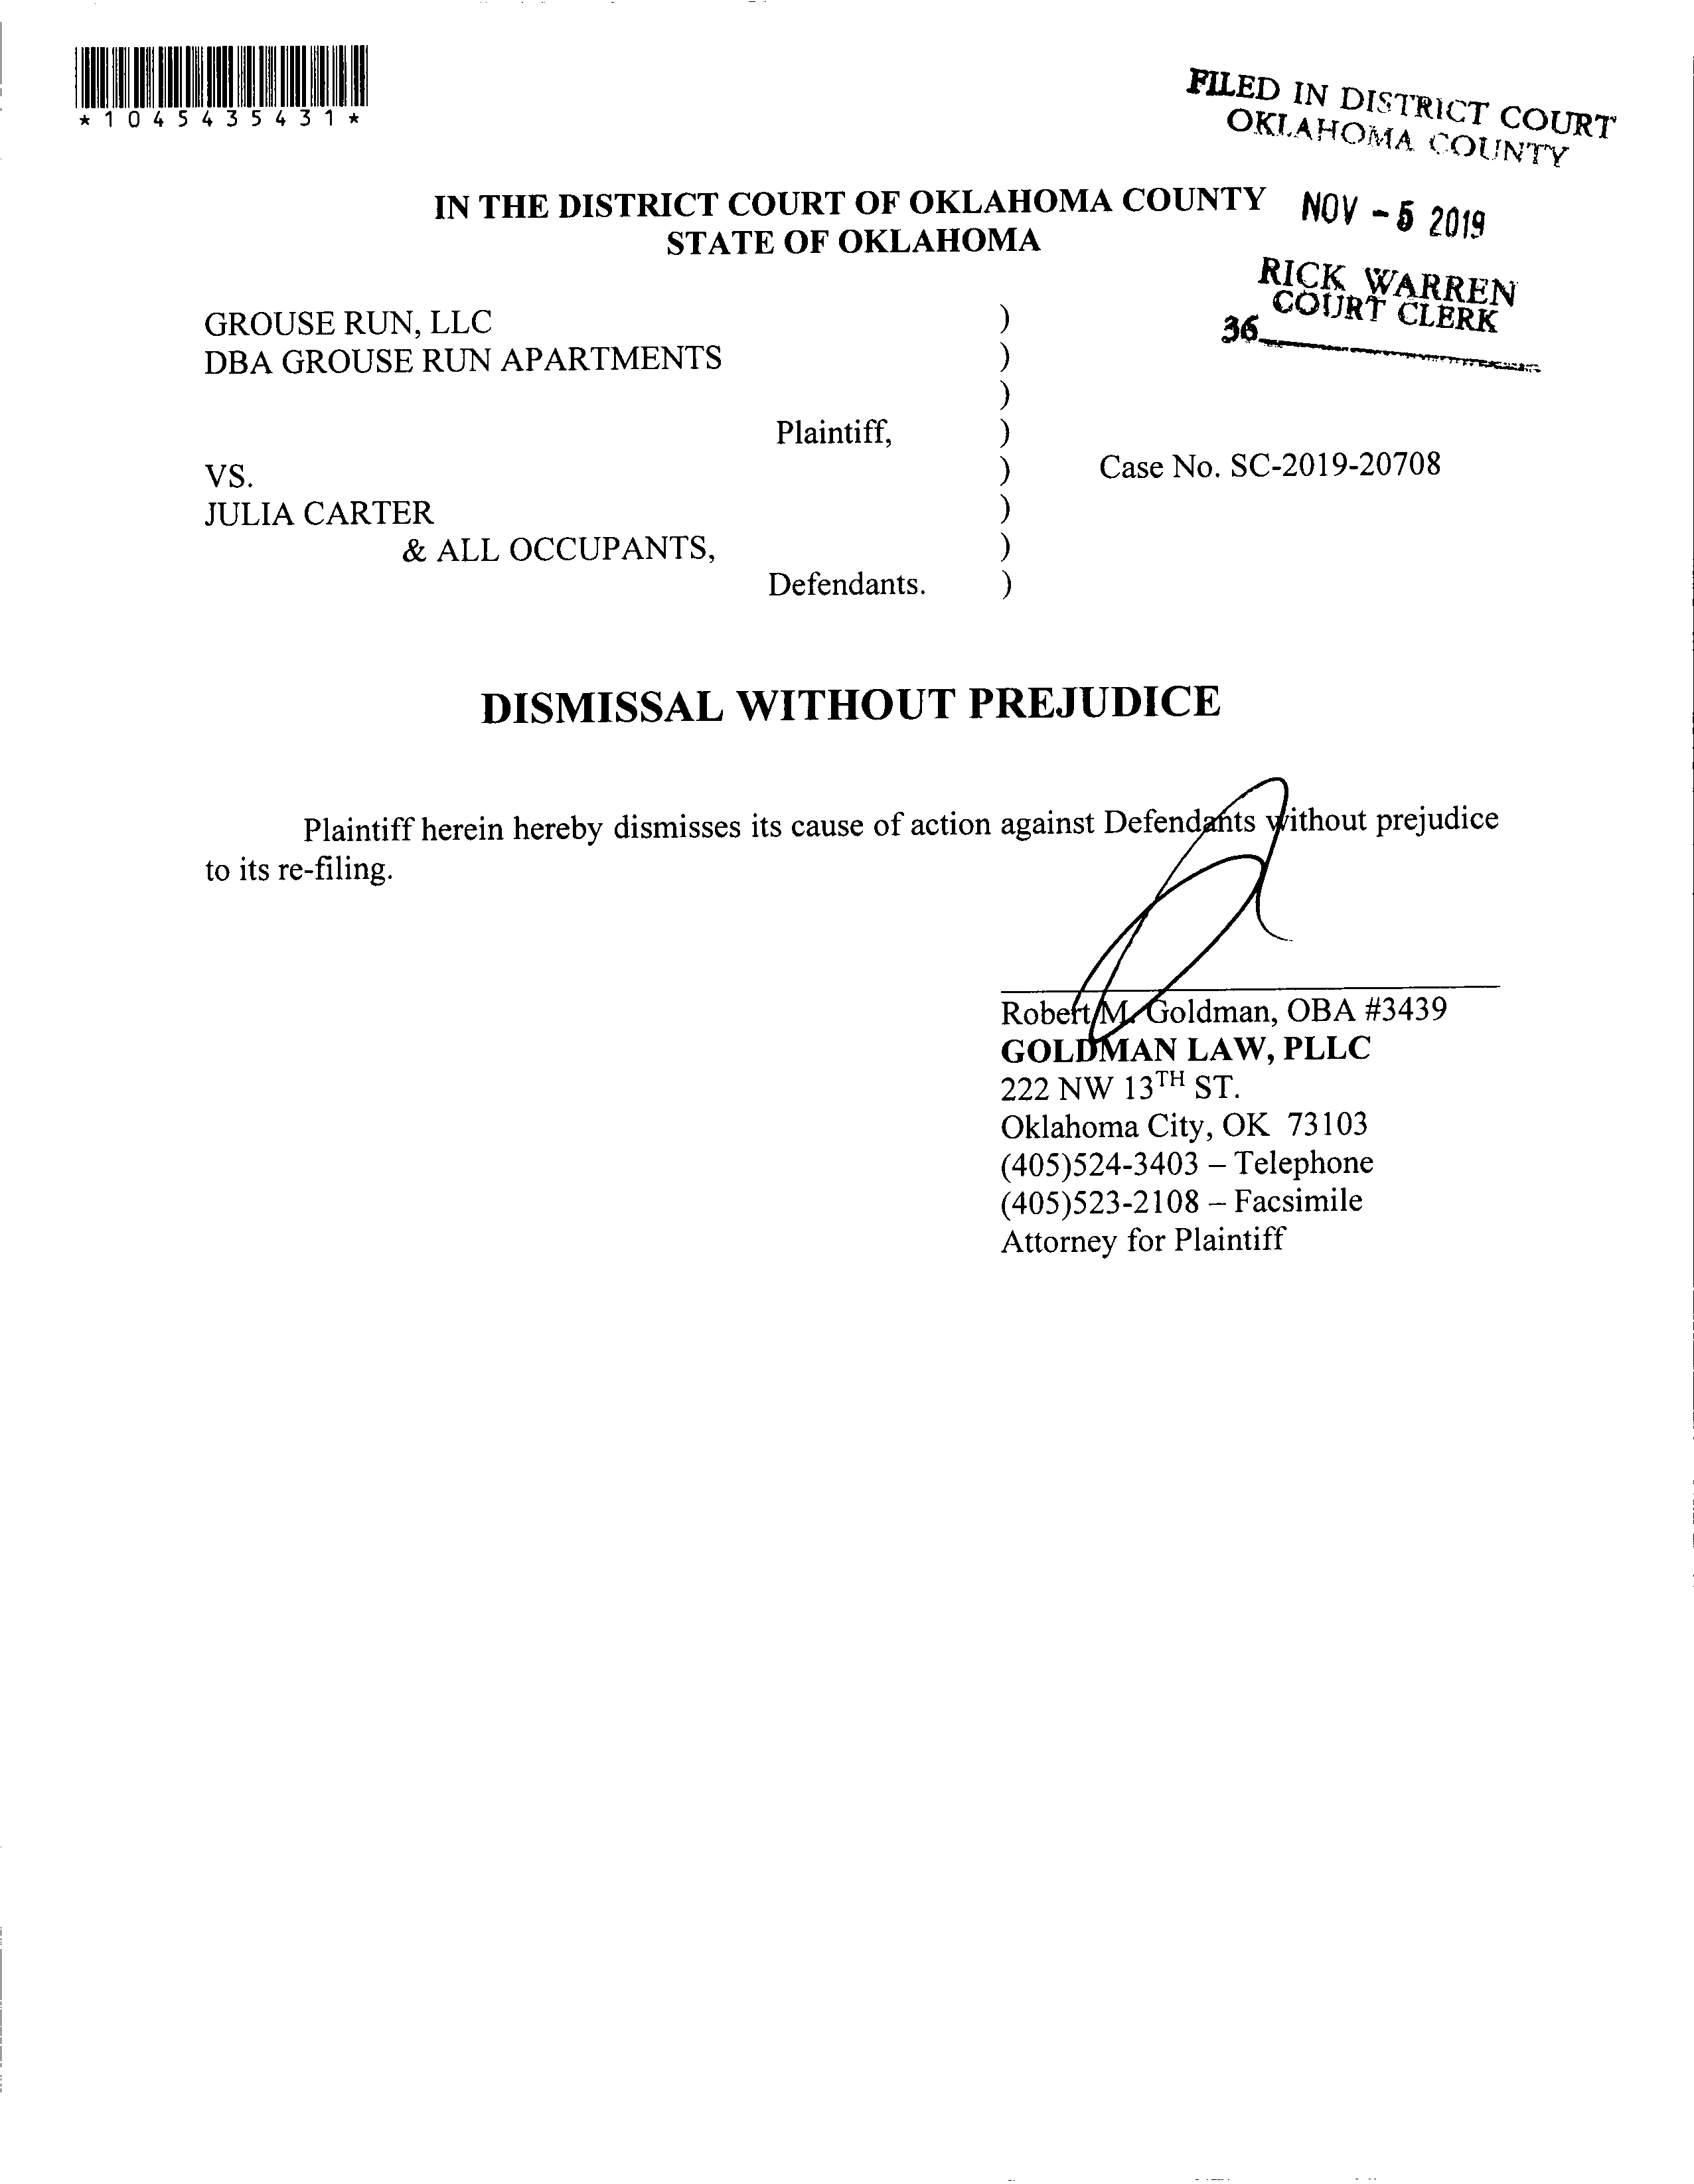 *1045435431*
FILED IN DISTRICT COURT
OKLAHOMA COUNTY
IN THE DISTRICT COURT OF OKLAHOMA COUNTY
STATE OF OKLAHOMA
NOV - 5 2019
RICK WARREN
COURT CLERK
36
GROUSE RUN, LLC )
DBA GROUSE RUN APARTMENTS )
)
Plaintiff, )
VS. ) Case No. SC-2019-20708
JULIA CARTER )
& ALL OCCUPANTS, )
Defendants. )
DISMISSAL WITHOUT PREJUDICE
Plaintiff herein hereby dismisses its cause of action against Defendants without prejudice
to its re-filing.
Robert M. Goldman, OBA #3439
GOLDMAN LAW, PLLC
222 NW 13TH ST.
Oklahoma City, OK 73103
(405)524-3403 – Telephone
(405)523-2108 – Facsimile
Attorney for Plaintiff